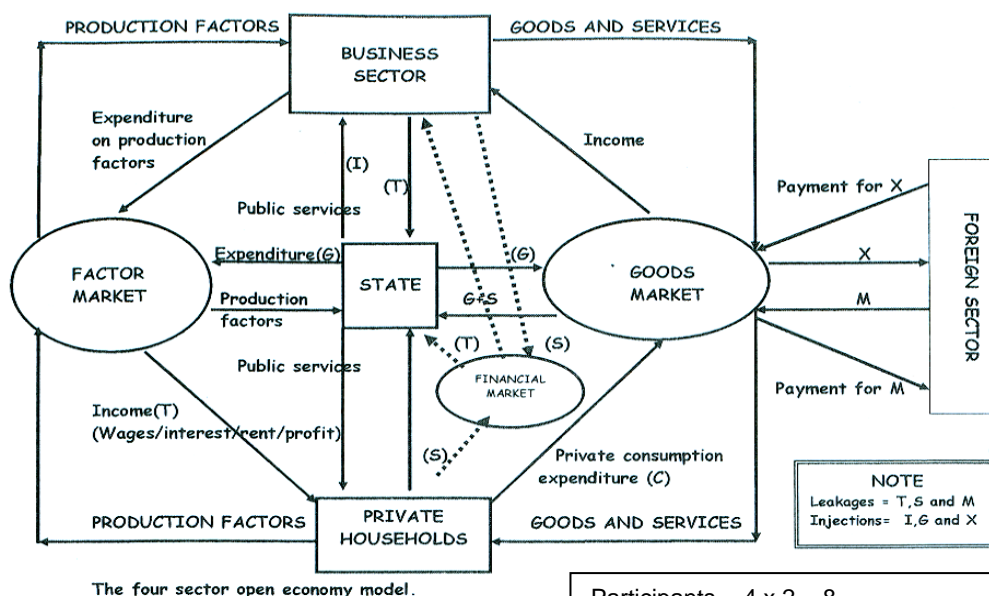 PRODUCTION FACTORS
GOODS AND SERVICES
BUSINESS
SECTOR
Expenditure
on production
factors
(I)
(T)
Income
Payment for X
Public services
Expenditure(G)
(G)
X
FACTOR
MARKET
STATE
GOODS
MARKET
FOREIGN SECTOR
Production
factors
G+S
M
Public services
(T)
(S)
FINANCIAL
MARKET
Payment for M
Income(T)
(Wages/interest/rent/profit)
(S)
Private consumption
expenditure (C)
NOTE
Leakages = T,S and M
Injections= I,G and X
PRODUCTION FACTORS
PRIVATE
HOUSEHOLDS
GOODS AND SERVICES
The four sector open economy model.